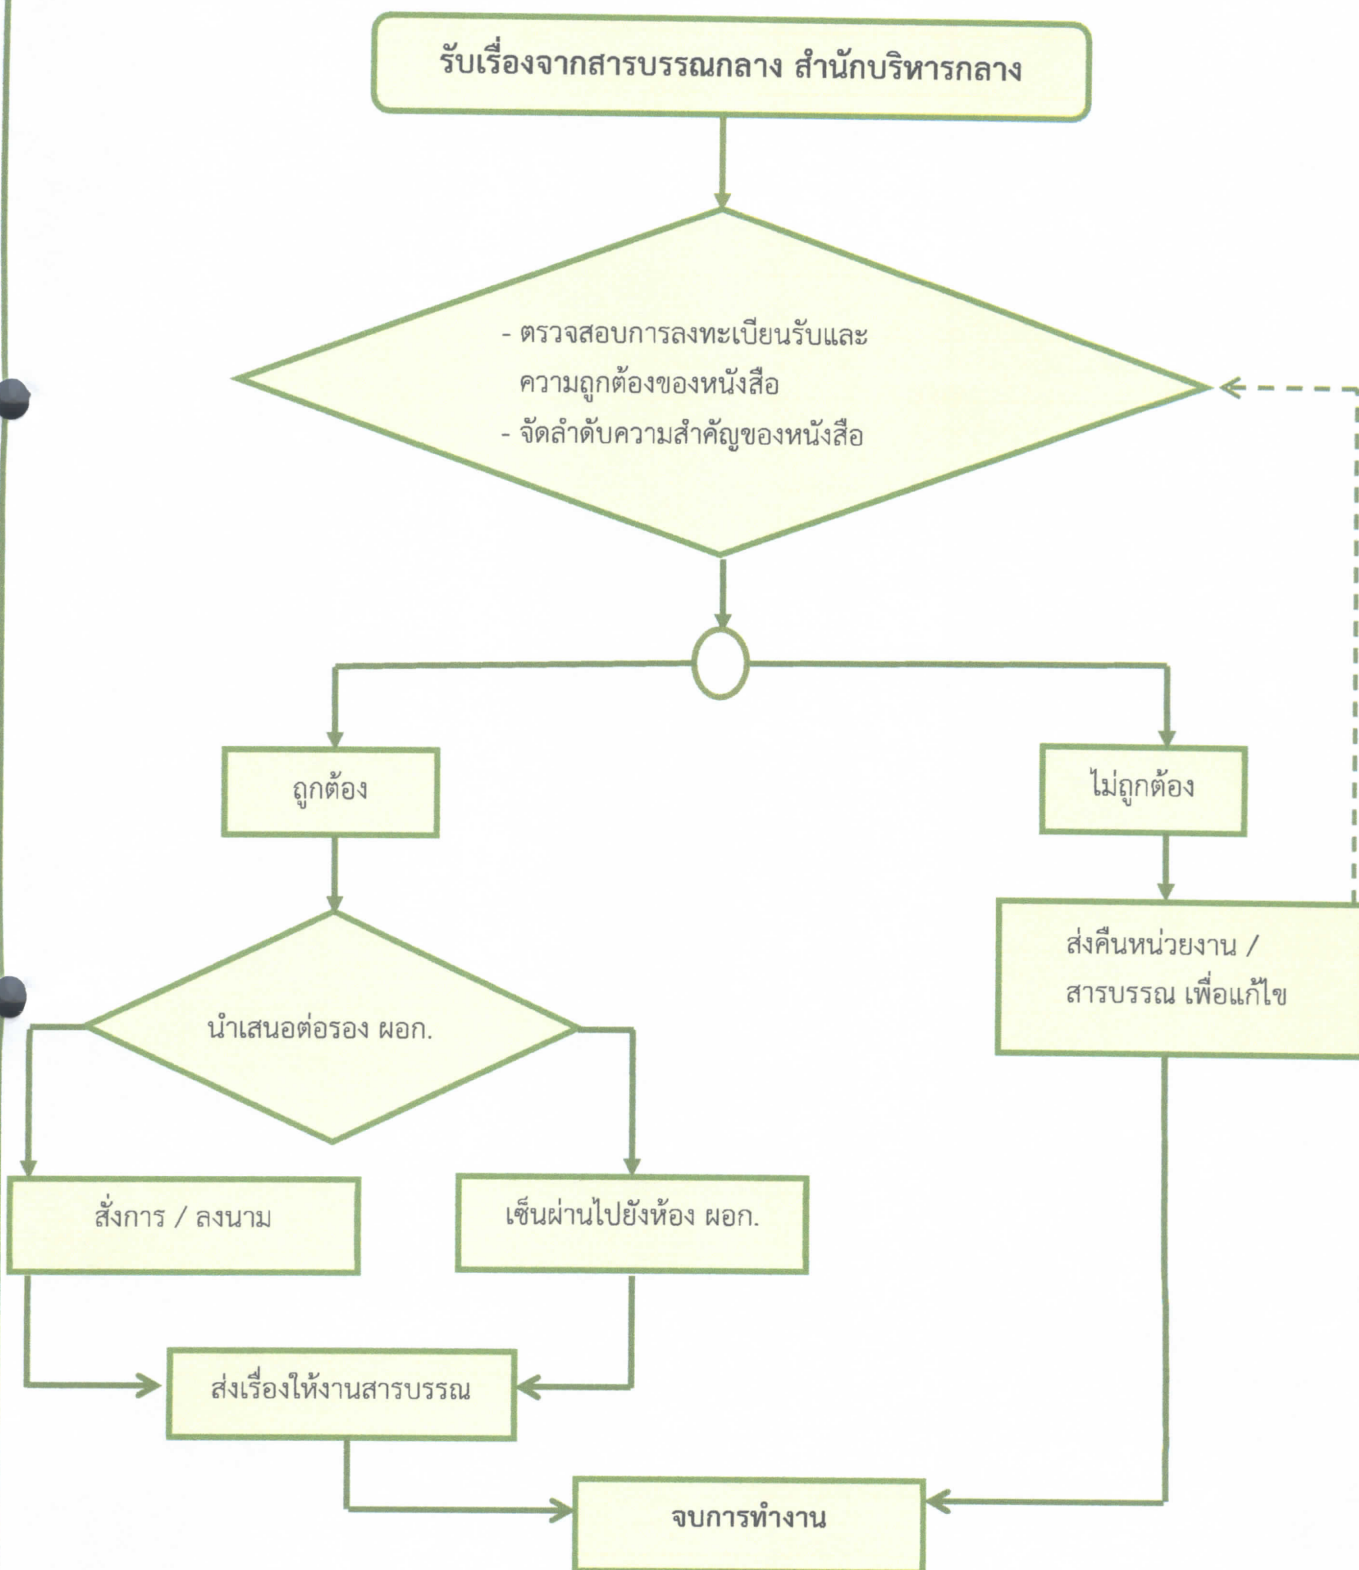 รับเรื่องจากสารบรรณกลาง สำนักบริหารกลาง
- ตรวจสอบการลงทะเบียนรับและ
ความถูกต้องของหนังสือ
- จัดลำดับความสำคัญของหนังสือ
ถูกต้อง
ไม่ถูกต้อง
ส่งคืนหน่วยงาน /
สารบรรณ เพื่อแก้ไข
นำเสนอต่อรอง ผอก.
สั่งการ / ลงนาม
เซ็นผ่านไปยังห้อง ผอก.
ส่งเรื่องให้งานสารบรรณ
จบการทำงาน